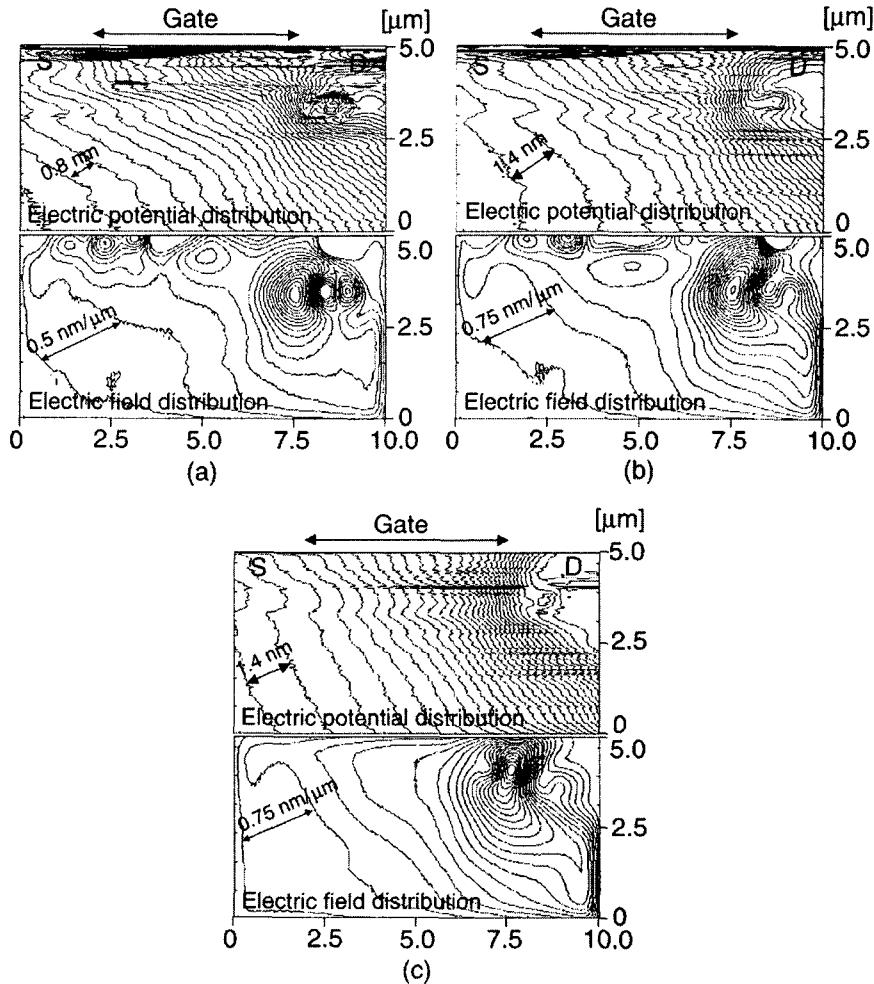 Gate
[μm]
S
D
5.0
0.8 nm
2.5
Electric potential distribution
0
5.0
0.5 nm/μm
2.5
Electric field distribution
0
0 2.5 5.0 7.5 10.0
(a)
Gate
[μm]
S
D
5.0
1.4 nm
2.5
Electric potential distribution
0
5.0
0.75 nm/μm
2.5
Electric field distribution
0
0 2.5 5.0 7.5 10.0
(b)
Gate
[μm]
S
D
5.0
1.4 nm
2.5
Electric potential distribution
0
5.0
0.75 nm/μm
2.5
Electric field distribution
0
0 2.5 5.0 7.5 10.0
(c)